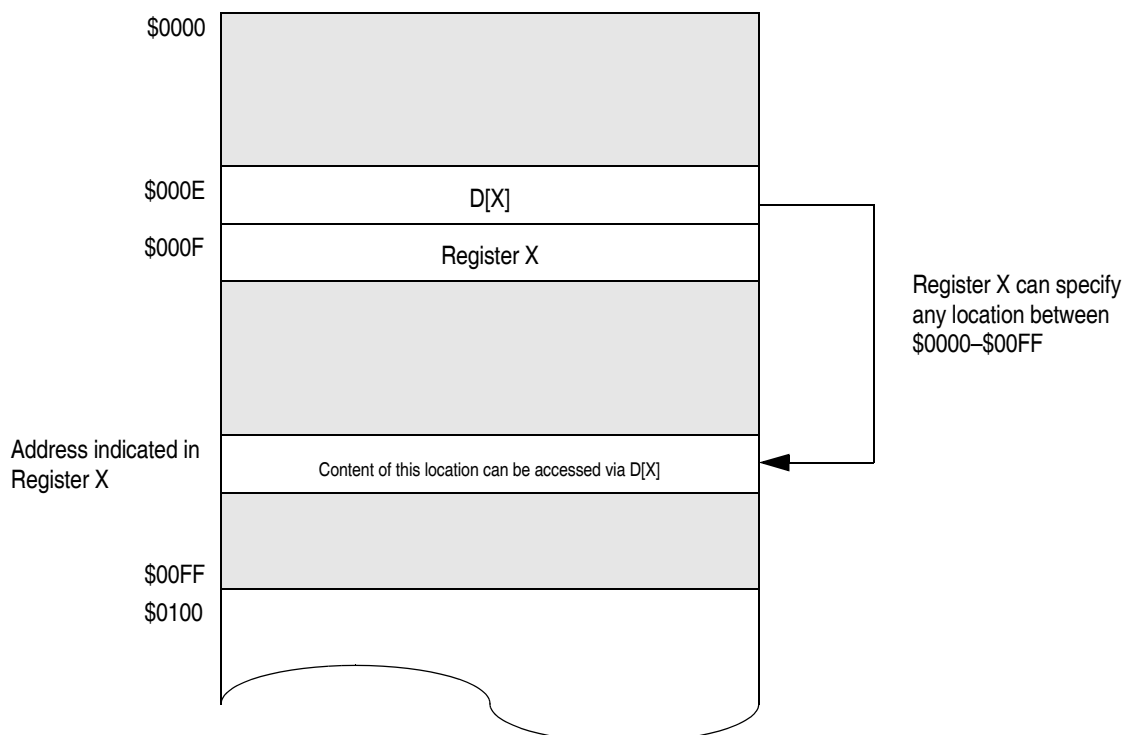 $0000
$000E
D[X]
$000F
Register X
Register X can specify
any location between
$0000–$00FF
Address indicated in
Register X
Content of this location can be accessed via D[X]
$00FF
$0100